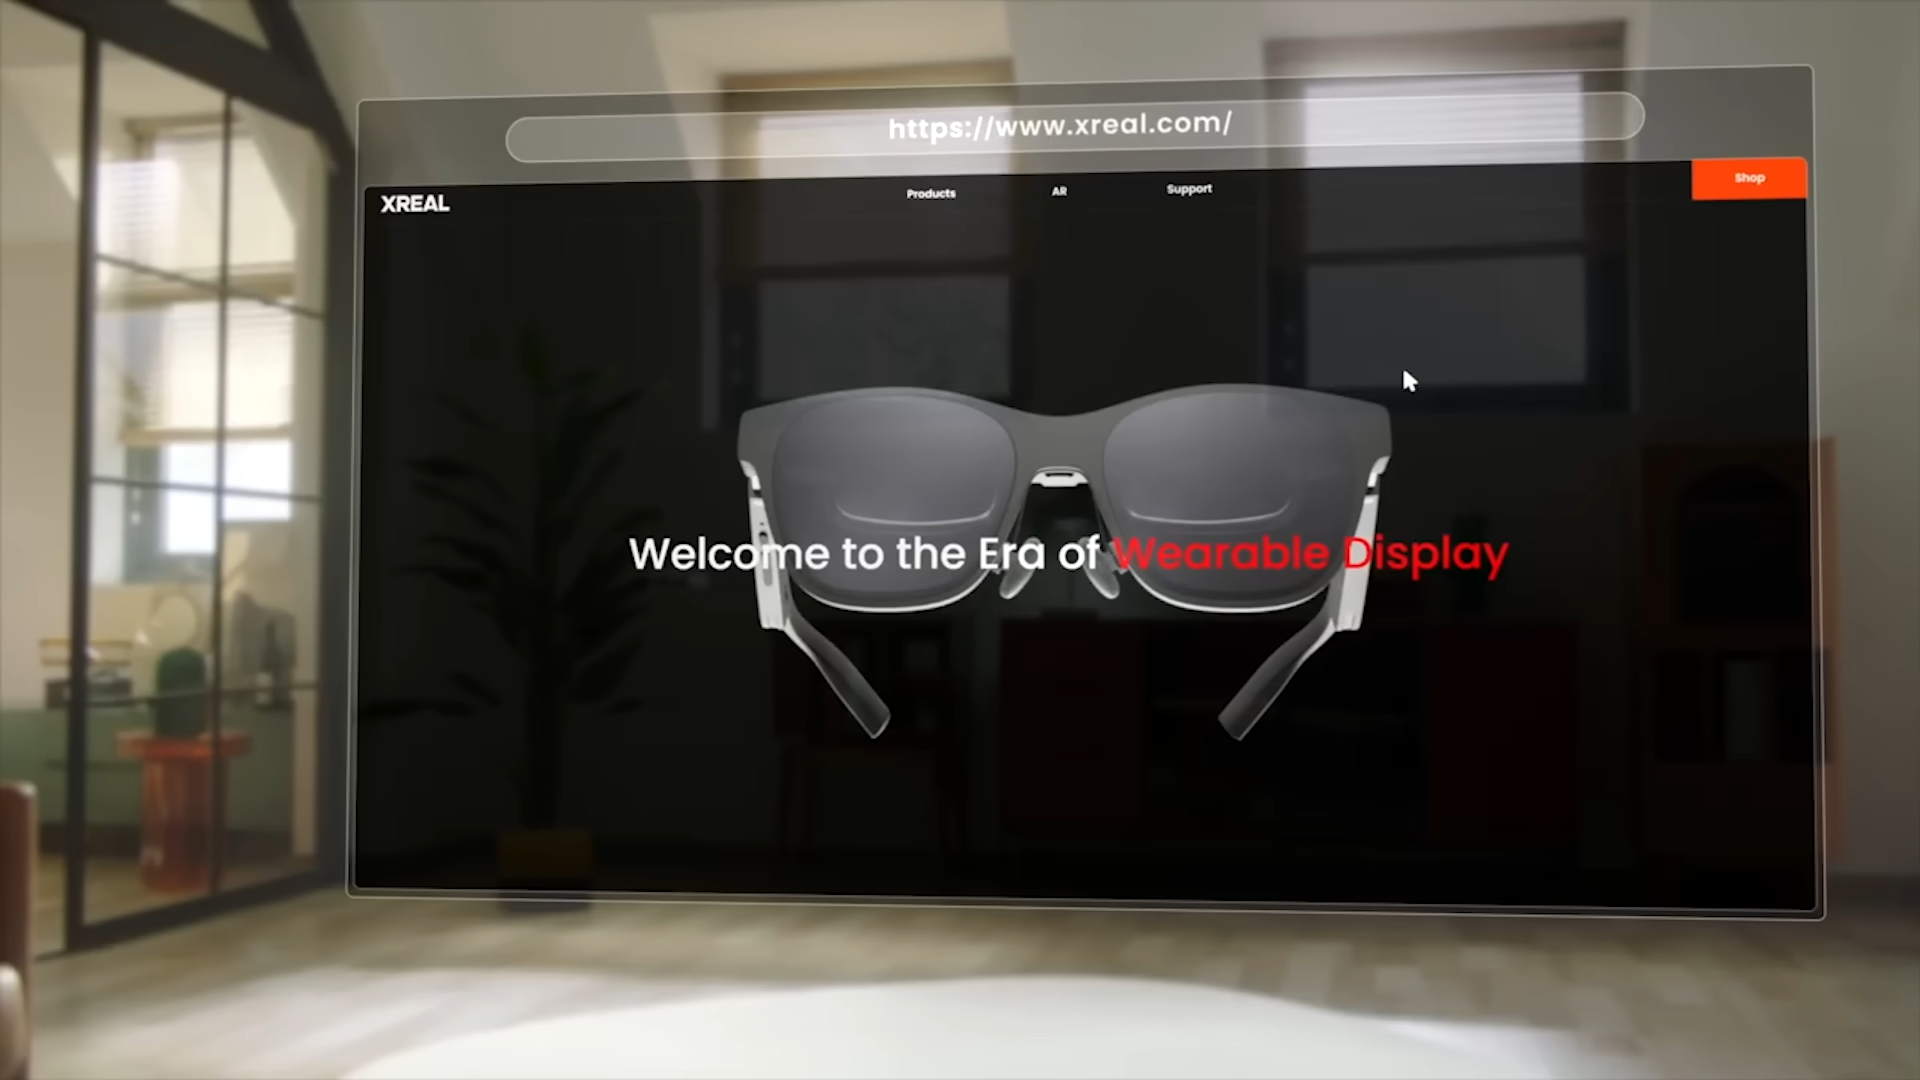 https://www.xreal.com/
XREAL
Products
AR
Support
Shop
Welcome to the Era of Wearable Display